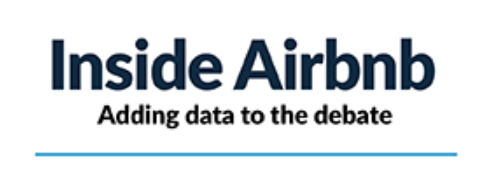 Inside Airbnb
Adding data to the debate